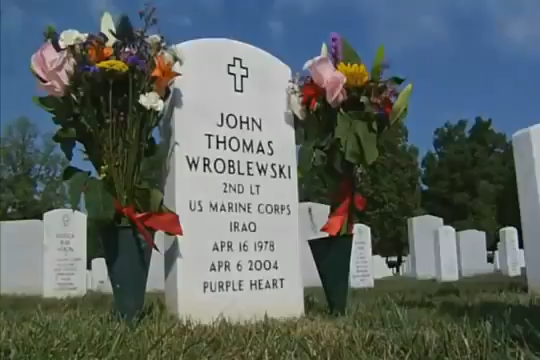 JOHN
THOMAS
WROBLEWSKI
2ND LT
US MARINE CORPS
IRAQ
APR 16 1978
APR 6 2004
PURPLE HEART